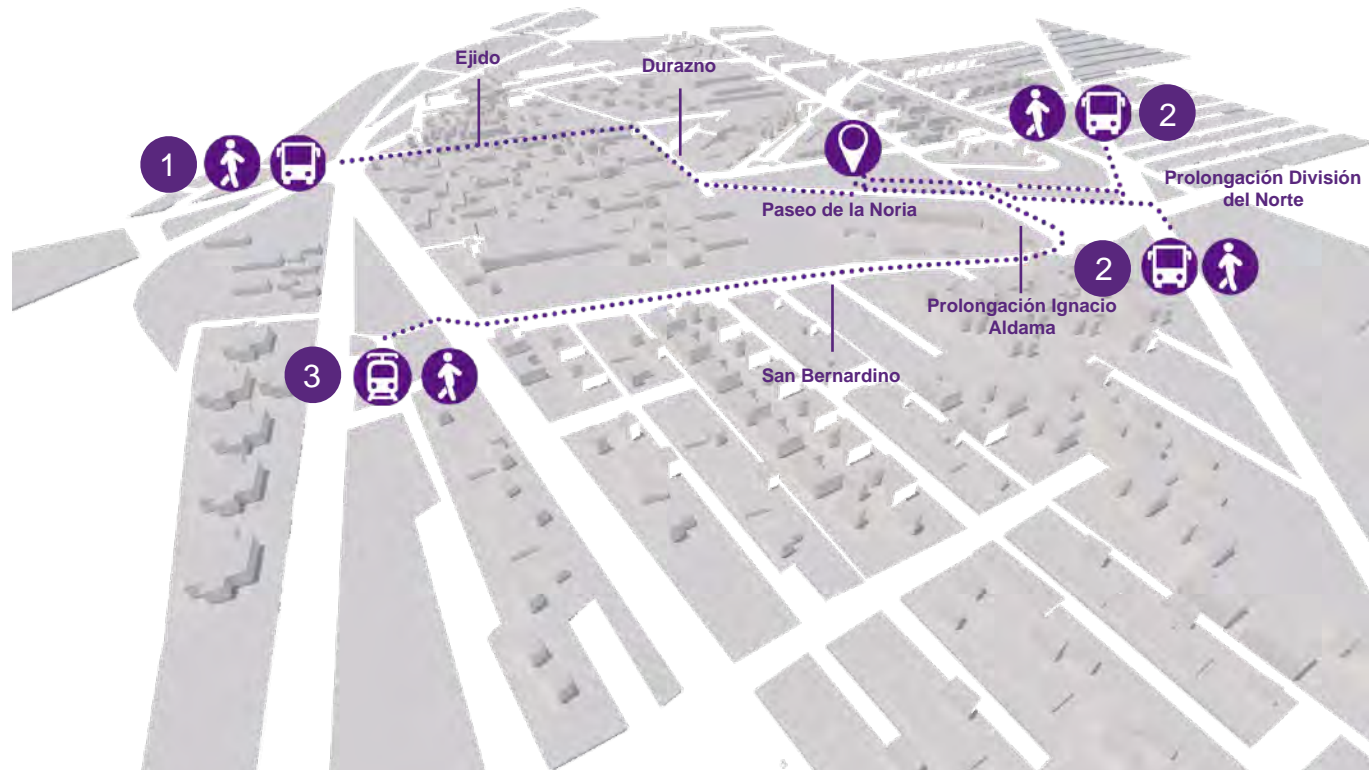 Ejido
Durazno
1
2
Prolongación División
del Norte
Paseo de la Noria
2
Prolongación Ignacio
Aldama
3
San Bernardino